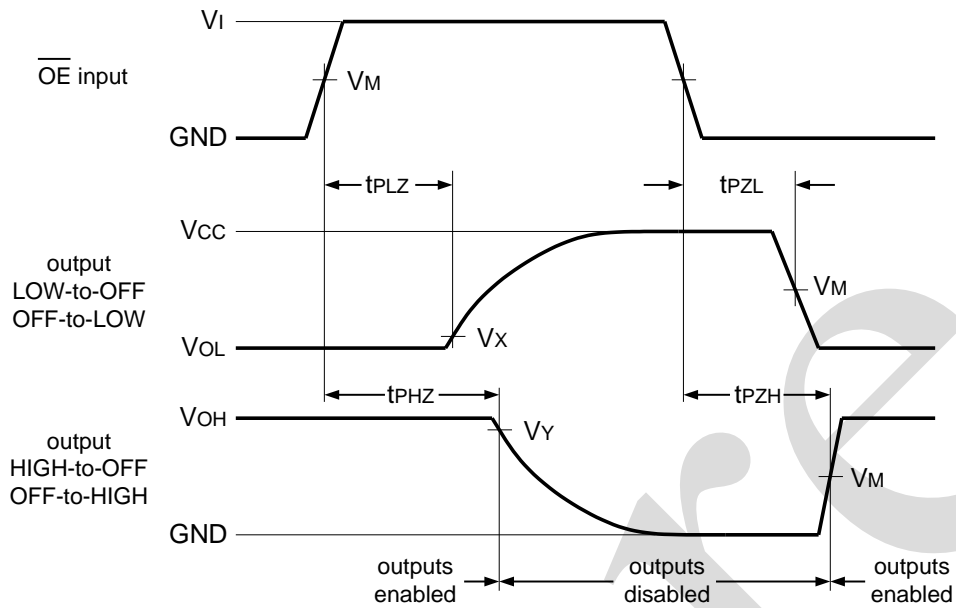 VI
OE input
VM
GND
tPLZ
tPZL
VCC
output
LOW-to-OFF
OFF-to-LOW
VM
VX
VOL
tPHZ
tPZH
VOH
VY
output
HIGH-to-OFF
OFF-to-HIGH
VM
GND
outputs
enabled
outputs
disabled
outputs
enabled
re